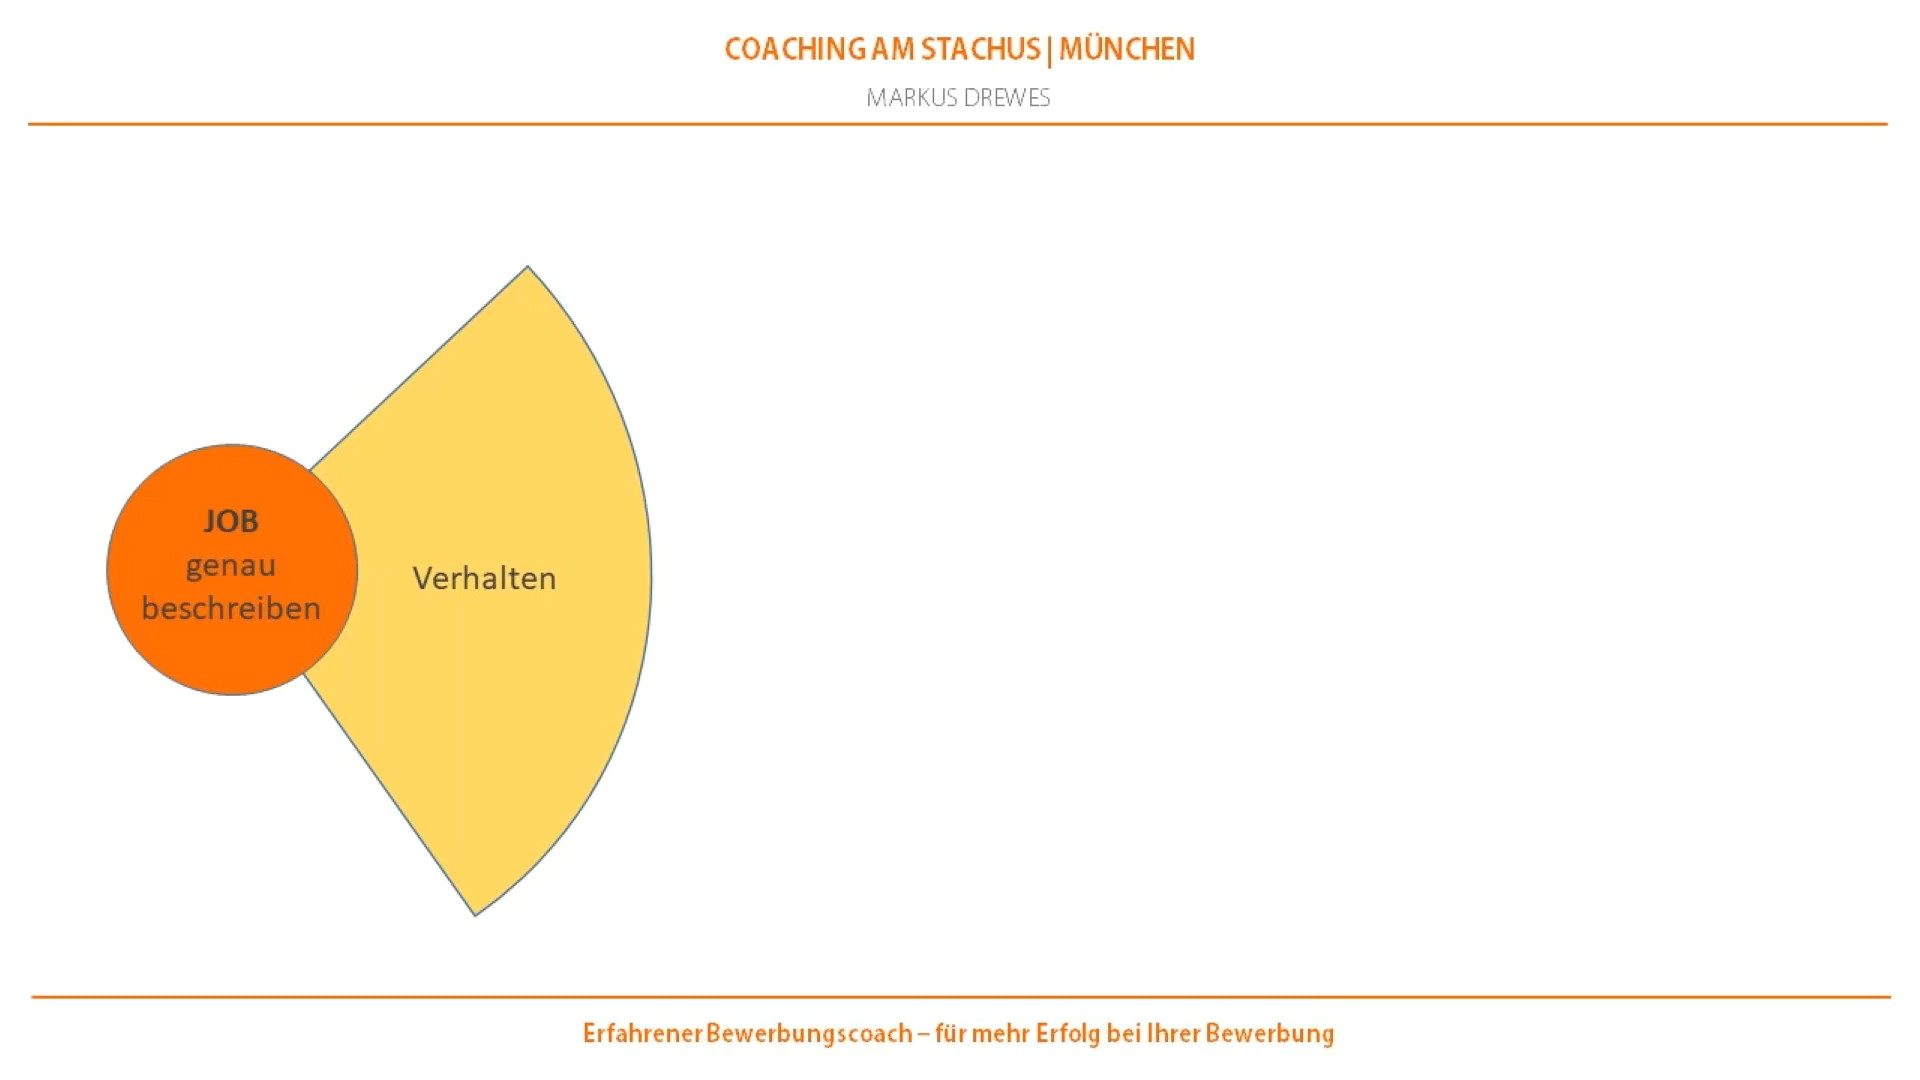 COACHING AM STACHUS | MÜNCHEN
MARKUS DREWES
JOB
genau
beschreiben
Verhalten
Erfahrener Bewerbungscoach – für mehr Erfolg bei Ihrer Bewerbung